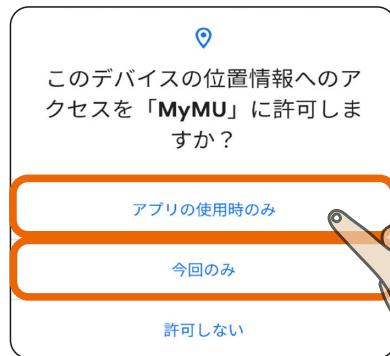 このデバイスの位置情報へのア
クセスを「MyMU」に許可しま
すか？
アプリの使用時のみ
今回のみ
許可しない